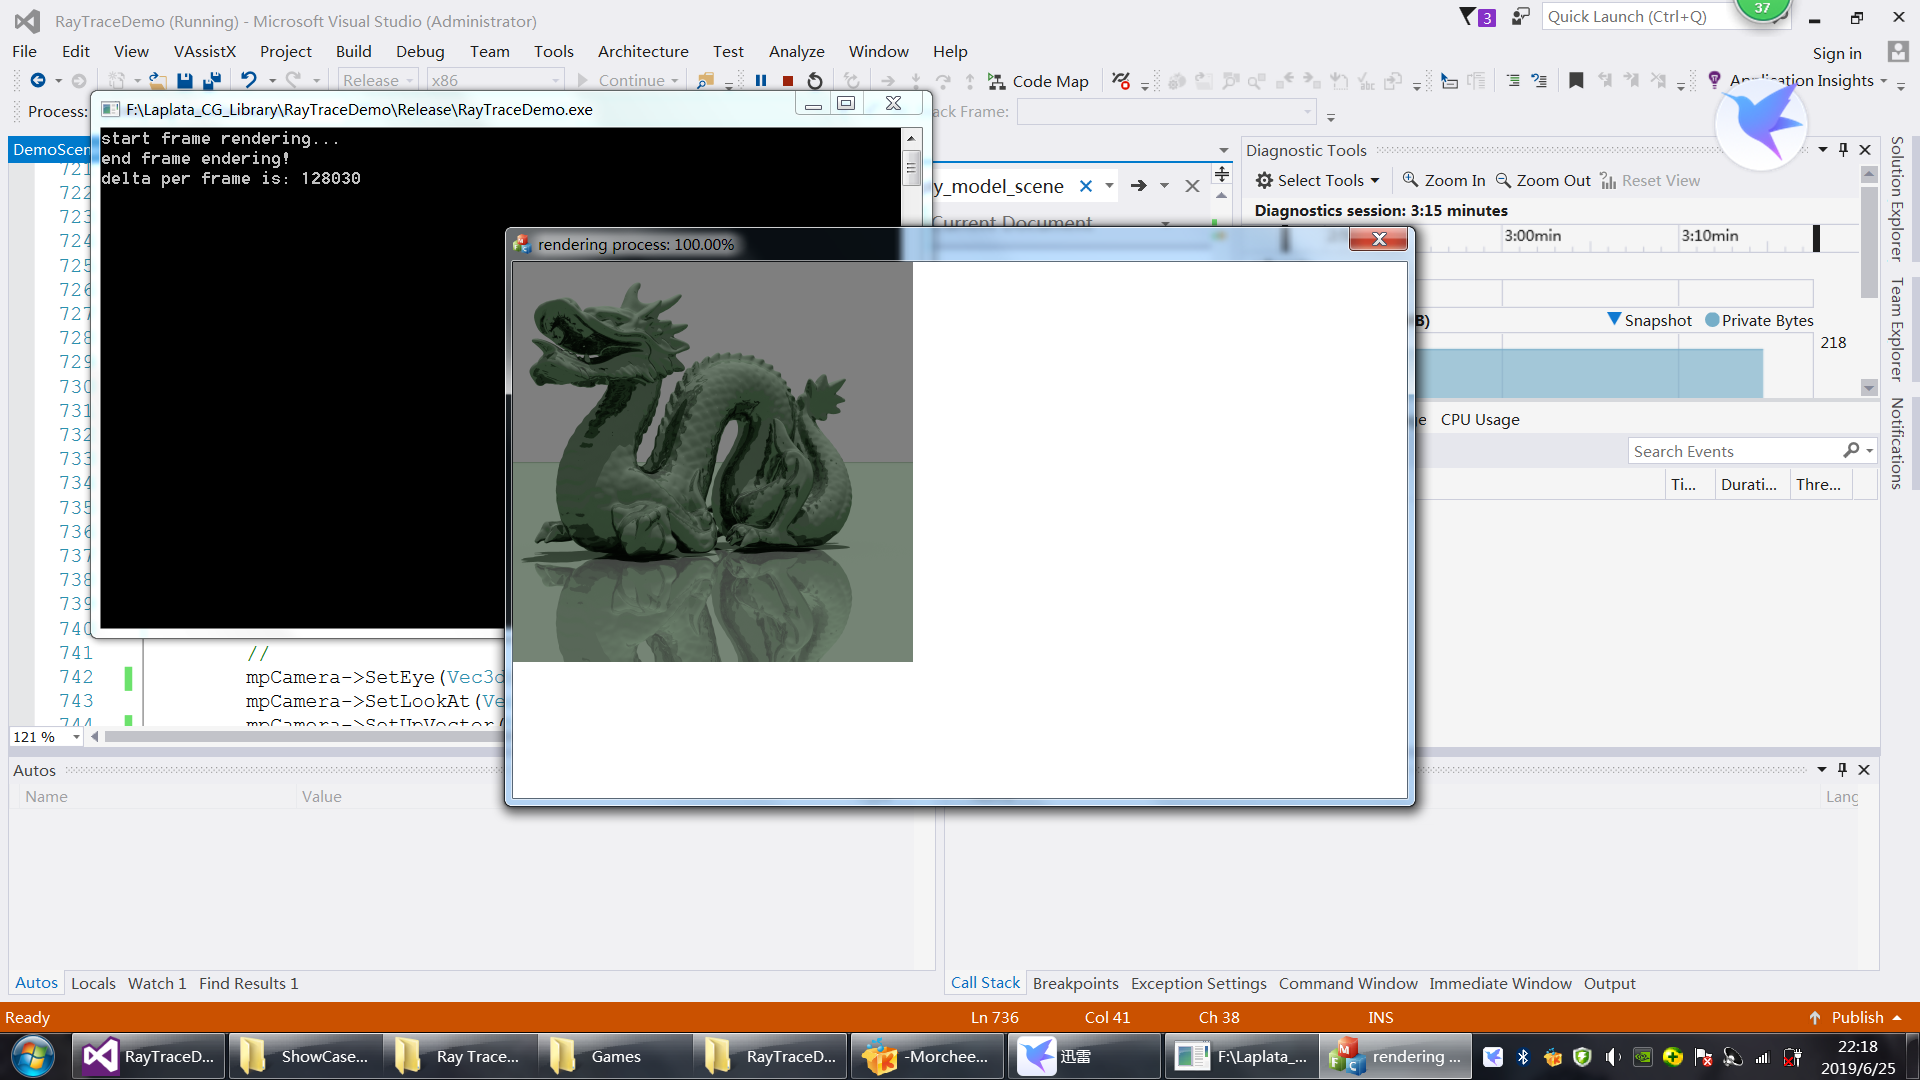 RayTraceDemo (Running) - Microsoft Visual Studio (Administrator)
3
Quick Launch (Ctrl+Q)
37
File Edit View VAssistX Project Build Debug Team Tools Architecture Test Analyze Window Help
Sign in
Release x86 Continue Code Map Application Insights
Process:
ck Frame:
F:\Laplata_CG_Library\RayTraceDemo\Release\RayTraceDemo.exe
start frame rendering...
end frame endering!
delta per frame is: 128030
DemoScen
y_model_scene
Current Document
721
722
723
724
725
726
727
728
729
730
731
732
733
734
735
736
737
738
739
740
741 //
742 mpCamera->SetEye(Vec3d
743 mpCamera->SetLookAt(Ve
744 mpCamera->SetUpVector(
121 %
rendering process: 100.00%
Diagnostic Tools
Select Tools Zoom In Zoom Out Reset View
Diagnostics session: 3:15 minutes
3:00min 3:10min
B) Snapshot Private Bytes
218
e CPU Usage
Search Events
Ti... Durati... Thre...
Solution Explorer
Team Explorer
Notifications
Autos
Name Value
Lang
Autos Locals Watch 1 Find Results 1
Call Stack Breakpoints Exception Settings Command Window Immediate Window Output
Ready Ln 736 Col 41 Ch 38 INS Publish
RayTraceD... ShowCase... Ray Trace... Games RayTraceD... -Morchee... 迅雷 F:\Laplata_... rendering ...
22:18
2019/6/25